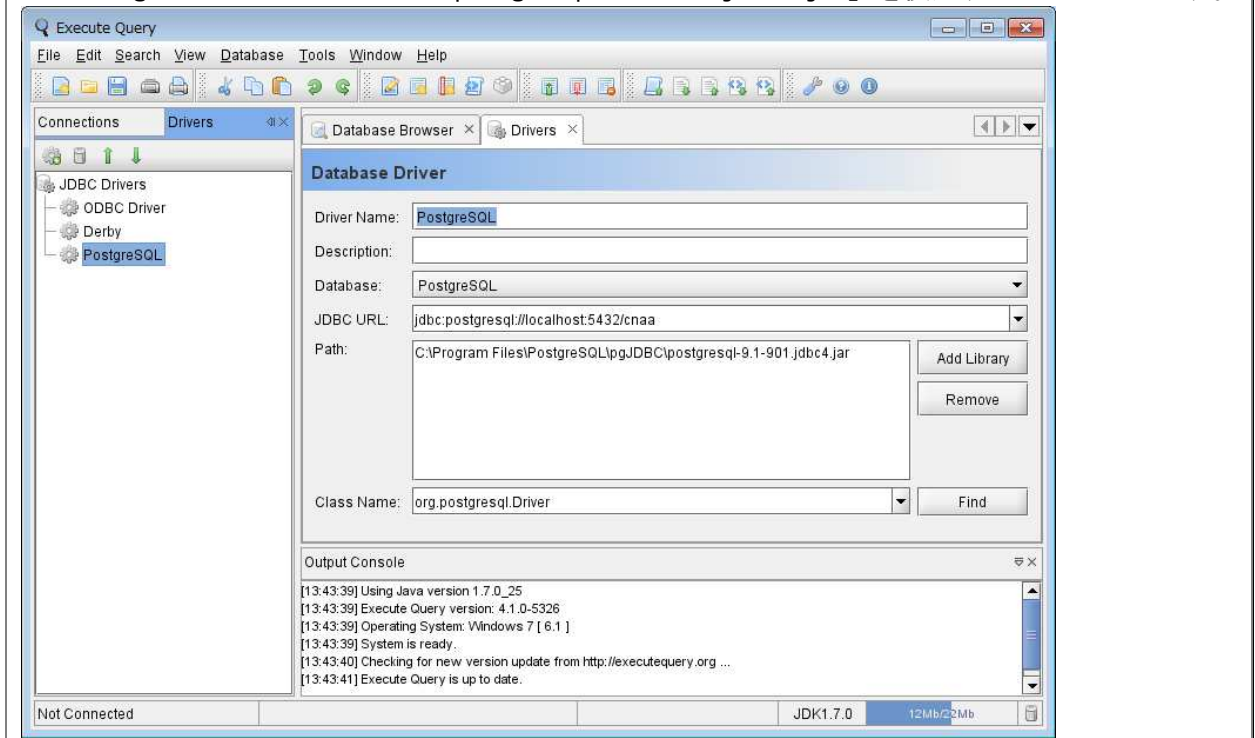 Execute Query
File Edit Search View Database Tools Window Help
Connections Drivers
Database Browser Drivers
JDBC Drivers
ODBC Driver
Derby
PostgreSQL
Database Driver
Driver Name: PostgreSQL
Description:
Database: PostgreSQL
JDBC URL: jdbc:postgresql://localhost:5432/cnaa
Path: C:\Program Files\PostgreSQL\pgJDBC\postgresql-9.1-901.jdbc4.jar
Add Library
Remove
Class Name: org.postgresql.Driver Find
Output Console
[13:43:39] Using Java version 1.7.0_25
[13:43:39] Execute Query version: 4.1.0-5326
[13:43:39] Operating System: Windows 7 [ 6.1 ]
[13:43:39] System is ready.
[13:43:40] Checking for new version update from http://executequery.org ...
[13:43:41] Execute Query is up to date.
Not Connected JDK1.7.0 12Mb/22Mb